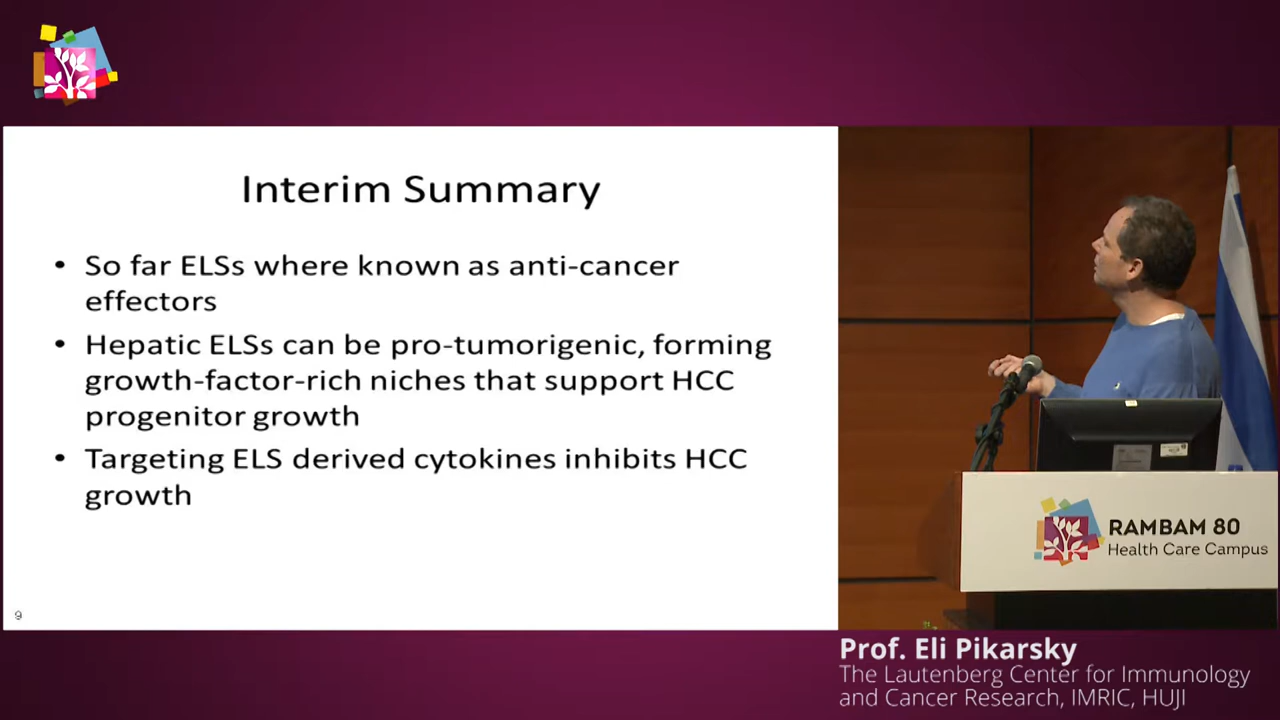 Interim Summary
• So far ELSs where known as anti-cancer
effectors
• Hepatic ELSs can be pro-tumorigenic, forming
growth-factor-rich niches that support HCC
progenitor growth
• Targeting ELS derived cytokines inhibits HCC
growth
9
RAMBAM 80
Health Care Campus
Prof. Eli Pikarsky
The Lautenberg Center for Immunology
and Cancer Research, IMRIC, HUJI